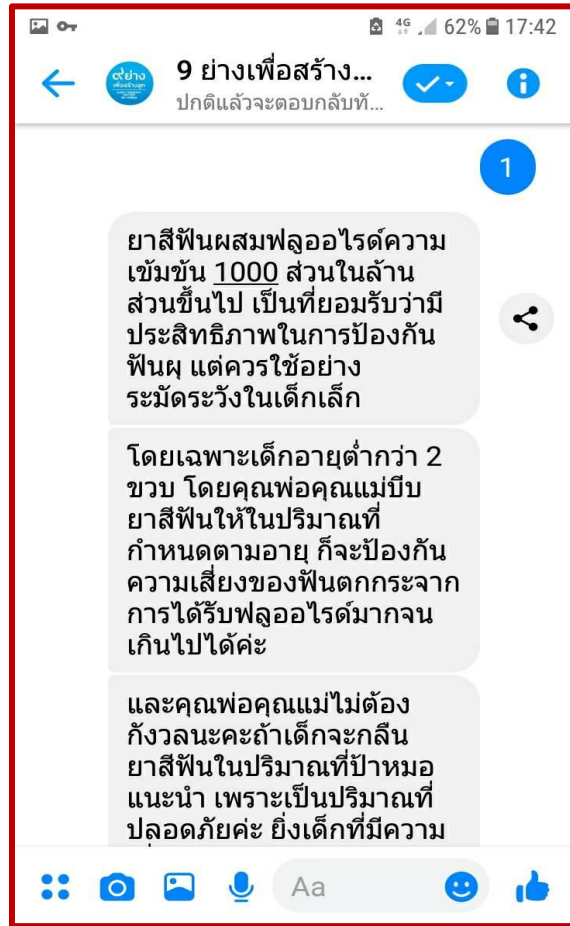 4G 62% 17:42
9 ย่างเพื่อสร้าง...
ปกติแล้วจะตอบกลับทั...
1
ยาสีฟันผสมฟลูออไรด์ความ
เข้มข้น 1000 ส่วนในล้าน
ส่วนขึ้นไป เป็นที่ยอมรับว่ามี
ประสิทธิภาพในการป้องกัน
ฟันผุ แต่ควรใช้อย่าง
ระมัดระวังในเด็กเล็ก
โดยเฉพาะเด็กอายุต่ำกว่า 2
ขวบ โดยคุณพ่อคุณแม่บีบ
ยาสีฟันให้ในปริมาณที่
กำหนดตามอายุ ก็จะป้องกัน
ความเสี่ยงของฟันตกกระจาก
การได้รับฟลูออไรด์มากจน
เกินไปได้ค่ะ
และคุณพ่อคุณแม่ไม่ต้อง
กังวลนะคะถ้าเด็กจะกลืน
ยาสีฟันในปริมาณที่ป้าหมอ
แนะนำ เพราะเป็นปริมาณที่
ปลอดภัยค่ะ ยิ่งเด็กที่มีความ
Aa